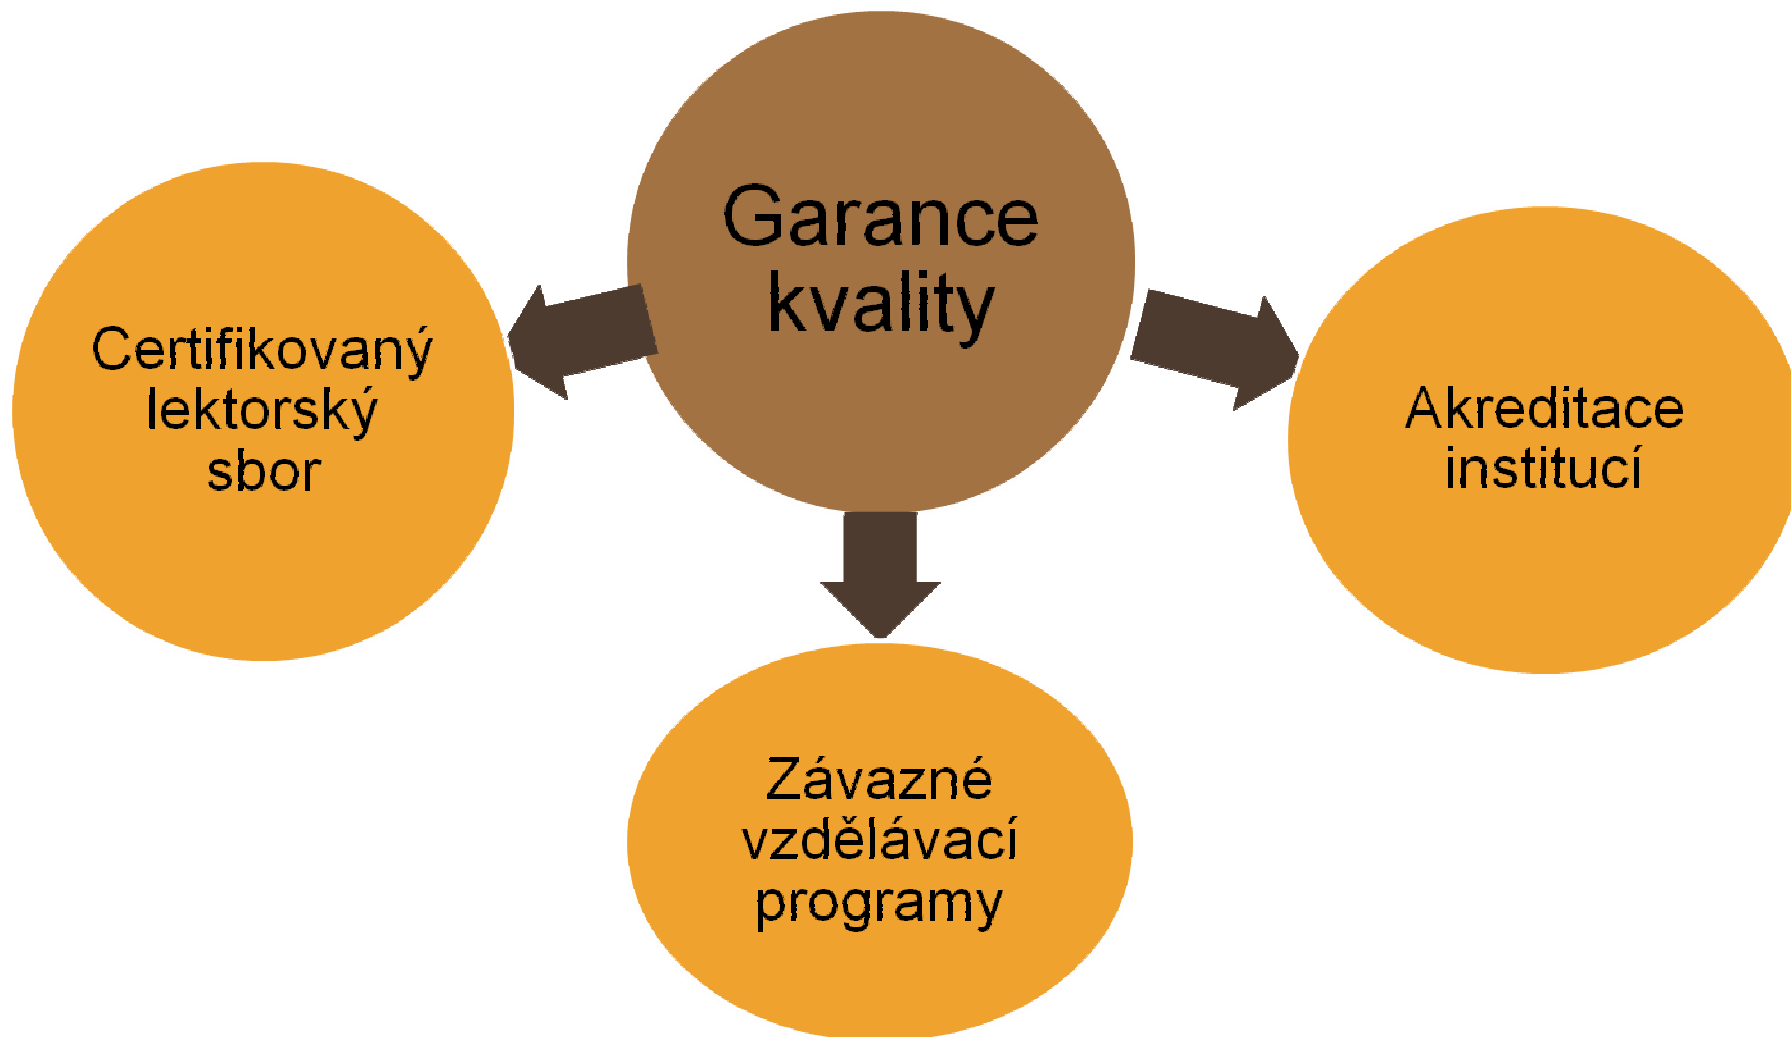 Garance
kvality
Certifikovaný
lektorský
sbor
Akreditace
institucí
Závazné
vzdělávací
programy